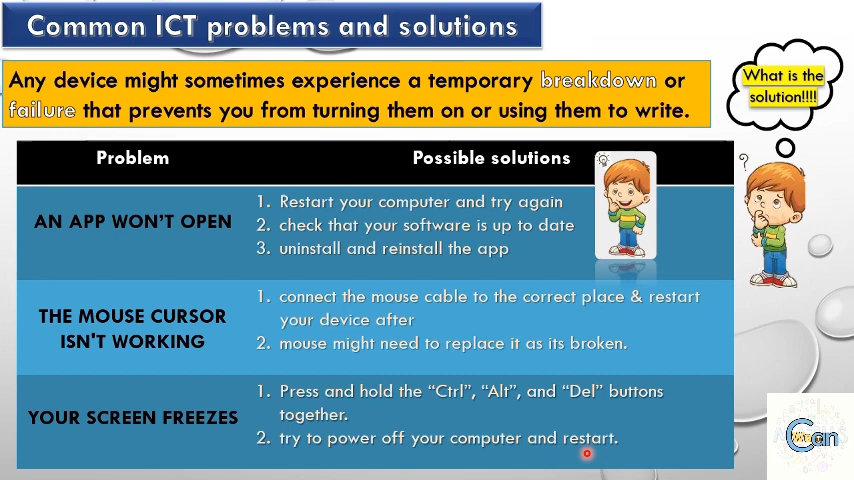 Common ICT problems and solutions
Any device might sometimes experience a temporary breakdown or
failure that prevents you from turning them on or using them to write.
What is the
solution!!!!
Problem
Possible solutions
AN APP WON'T OPEN
1. Restart your computer and try again
2. check that your software is up to date
3. uninstall and reinstall the app
THE MOUSE CURSOR
ISN'T WORKING
1. connect the mouse cable to the correct place & restart
your device after
2. mouse might need to replace it as its broken.
YOUR SCREEN FREEZES
1. Press and hold the “Ctrl”, “Alt”, and “Del” buttons
together.
2. try to power off your computer and restart.
Can